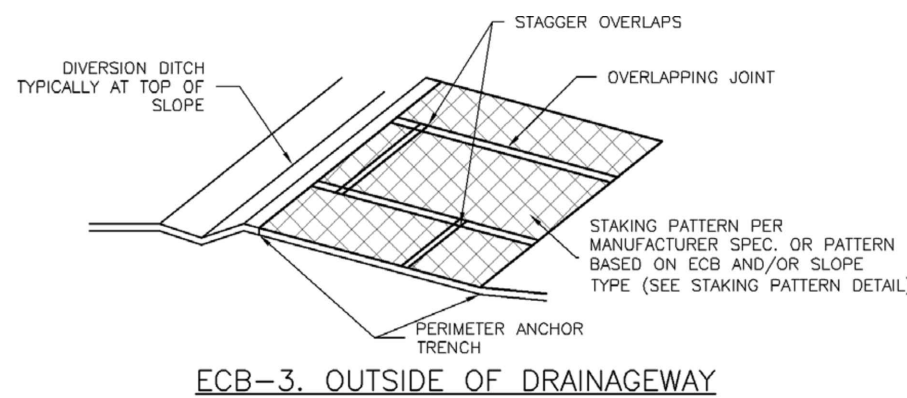 STAGGER OVERLAPS
DIVERSION DITCH
TYPICALLY AT TOP OF
SLOPE
OVERLAPPING JOINT
STAKING PATTERN PER
MANUFACTURER SPEC. OR PATTERN
BASED ON ECB AND/OR SLOPE
TYPE (SEE STAKING PATTERN DETAIL)
PERIMETER ANCHOR
TRENCH
ECB-3. OUTSIDE OF DRAINAGEWAY